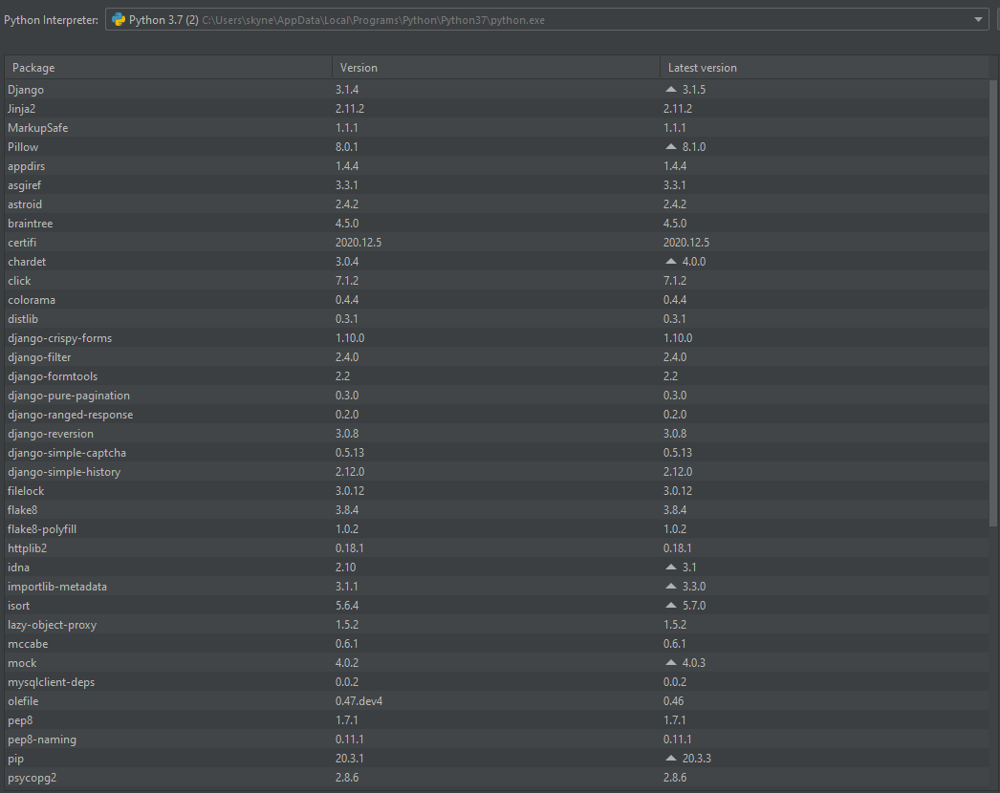 Python Interpreter: Python 3.7 (2) C:\Users\skyne\AppData\Local\Programs\Python\Python37\python.exe
Package Version Latest version
Django 3.1.4 3.1.5
Jinja2 2.11.2 2.11.2
MarkupSafe 1.1.1 1.1.1
Pillow 8.0.1 8.1.0
appdirs 1.4.4 1.4.4
asgiref 3.3.1 3.3.1
astroid 2.4.2 2.4.2
braintree 4.5.0 4.5.0
certifi 2020.12.5 2020.12.5
chardet 3.0.4 4.0.0
click 7.1.2 7.1.2
colorama 0.4.4 0.4.4
distlib 0.3.1 0.3.1
django-crispy-forms 1.10.0 1.10.0
django-filter 2.4.0 2.4.0
django-formtools 2.2 2.2
django-pure-pagination 0.3.0 0.3.0
django-ranged-response 0.2.0 0.2.0
django-reversion 3.0.8 3.0.8
django-simple-captcha 0.5.13 0.5.13
django-simple-history 2.12.0 2.12.0
filelock 3.0.12 3.0.12
flake8 3.8.4 3.8.4
flake8-polyfill 1.0.2 1.0.2
httplib2 0.18.1 0.18.1
idna 2.10 3.1
importlib-metadata 3.1.1 3.3.0
isort 5.6.4 5.7.0
lazy-object-proxy 1.5.2 1.5.2
mccabe 0.6.1 0.6.1
mock 4.0.2 4.0.3
mysqlclient-deps 0.0.2 0.0.2
olefile 0.47.dev4 0.46
pep8 1.7.1 1.7.1
pep8-naming 0.11.1 0.11.1
pip 20.3.1 20.3.3
psycopg2 2.8.6 2.8.6